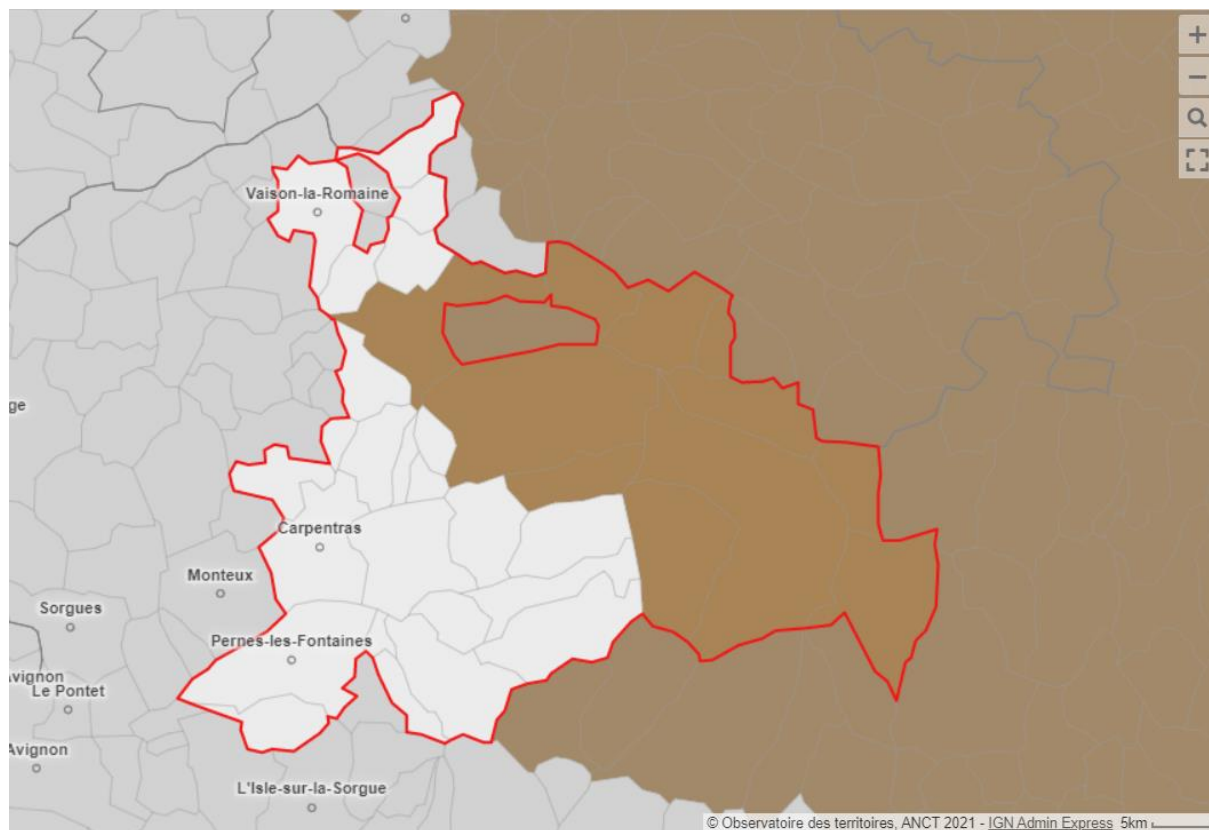 +
−
Vaison-la-Romaine
ge
Carpentras
Monteux
Sorgues
Pernes-les-Fontaines
Avignon
Le Pontet
Avignon
L'Isle-sur-la-Sorgue
© Observatoire des territoires, ANCT 2021 - IGN Admin Express 5km